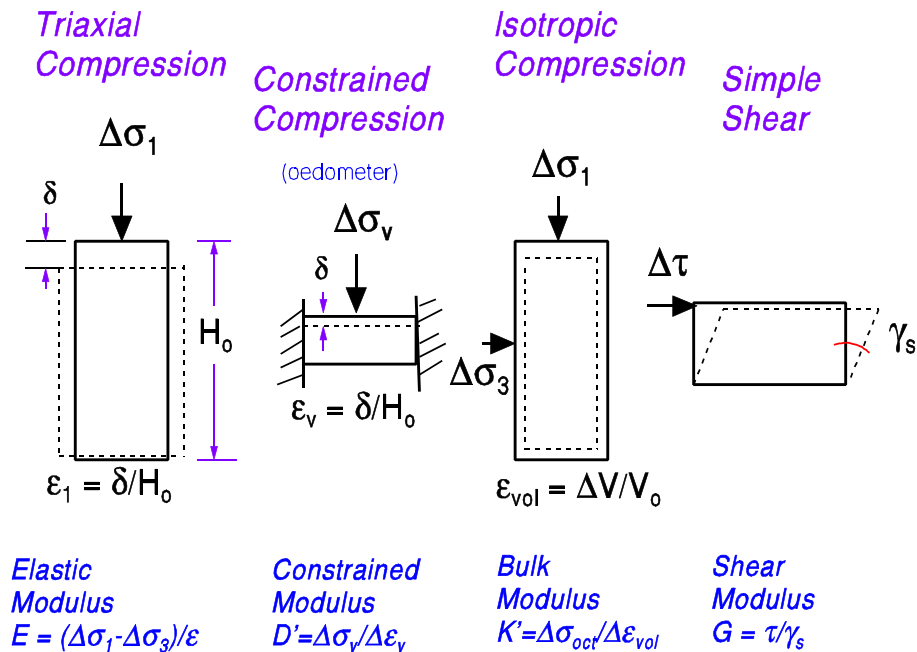 Triaxial
Compression
Δσ₁
δ
Hₒ
ε₁ = δ/Hₒ
Elastic
Modulus
E = (Δσ₁-Δσ₃)/ε
Constrained
Compression
(oedometer)
Δσᵥ
δ
εᵥ = δ/Hₒ
Constrained
Modulus
D'=Δσᵥ/Δεᵥ
Isotropic
Compression
Δσ₁
Δσ₃
εvol = ΔV/Vₒ
Bulk
Modulus
K'=Δσoct/Δεvol
Simple
Shear
Δτ
γₛ
Shear
Modulus
G = τ/γₛ